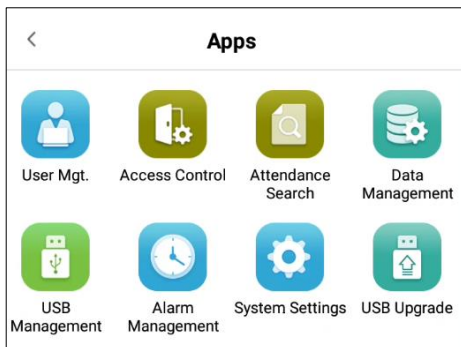 Apps
User Mgt.
Access Control
Attendance
Search
Data
Management
USB
Management
Alarm
Management
System Settings
USB Upgrade